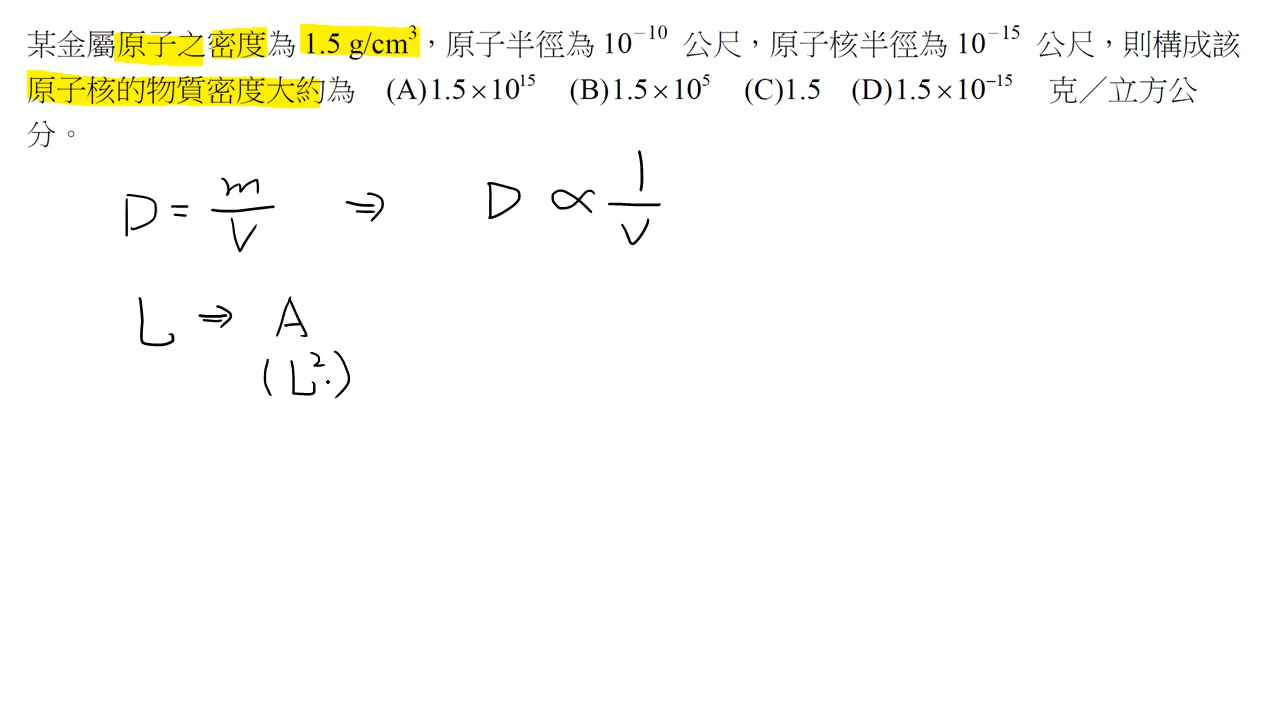 某金屬原子之密度為 1.5 g/cm³，原子半徑為 10⁻¹⁰ 公尺，原子核半徑為 10⁻¹⁵ 公尺，則構成該
原子核的物質密度大約為 (A)1.5×10¹⁵ (B)1.5×10⁵ (C)1.5 (D)1.5×10⁻¹⁵ 克／立方公
分。
D = m/V ⇒ D ∝ 1/V
L ⇒ A
(L²)